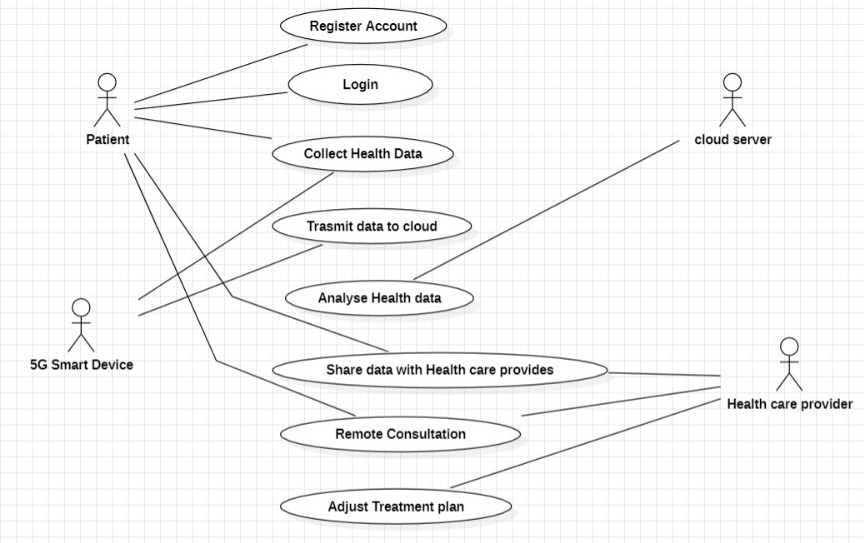 Register Account
Login
Patient
cloud server
Collect Health Data
Trasmit data to cloud
Analyse Health data
5G Smart Device
Share data with Health care provides
Health care provider
Remote Consultation
Adjust Treatment plan